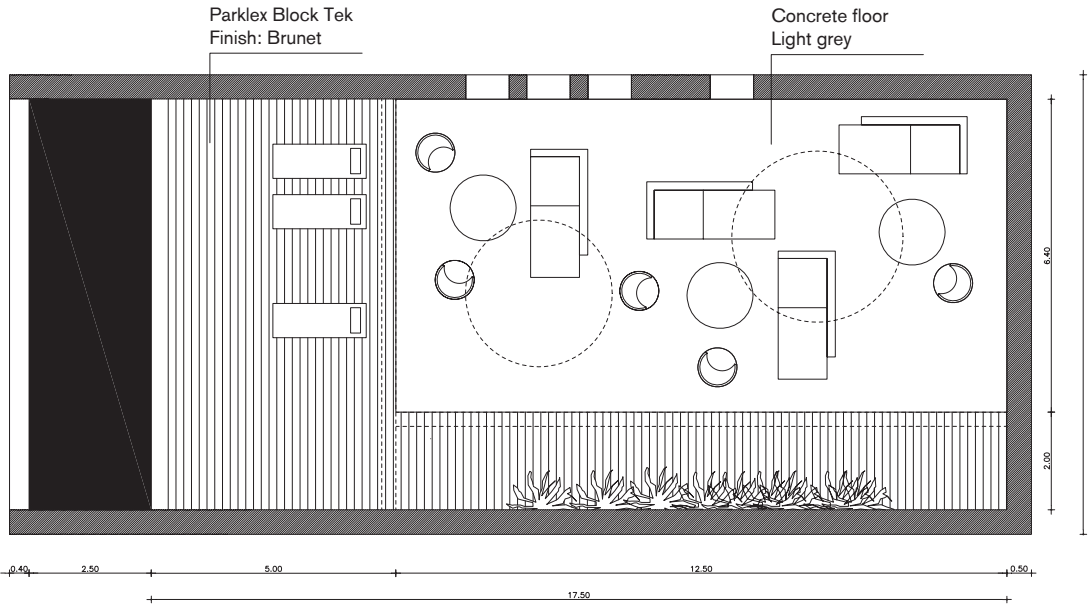 Parklex Block Tek
Finish: Brunet
Concrete floor
Light grey
6.40
2.00
0.40
2.50
5.00
12.50
0.50
17.50